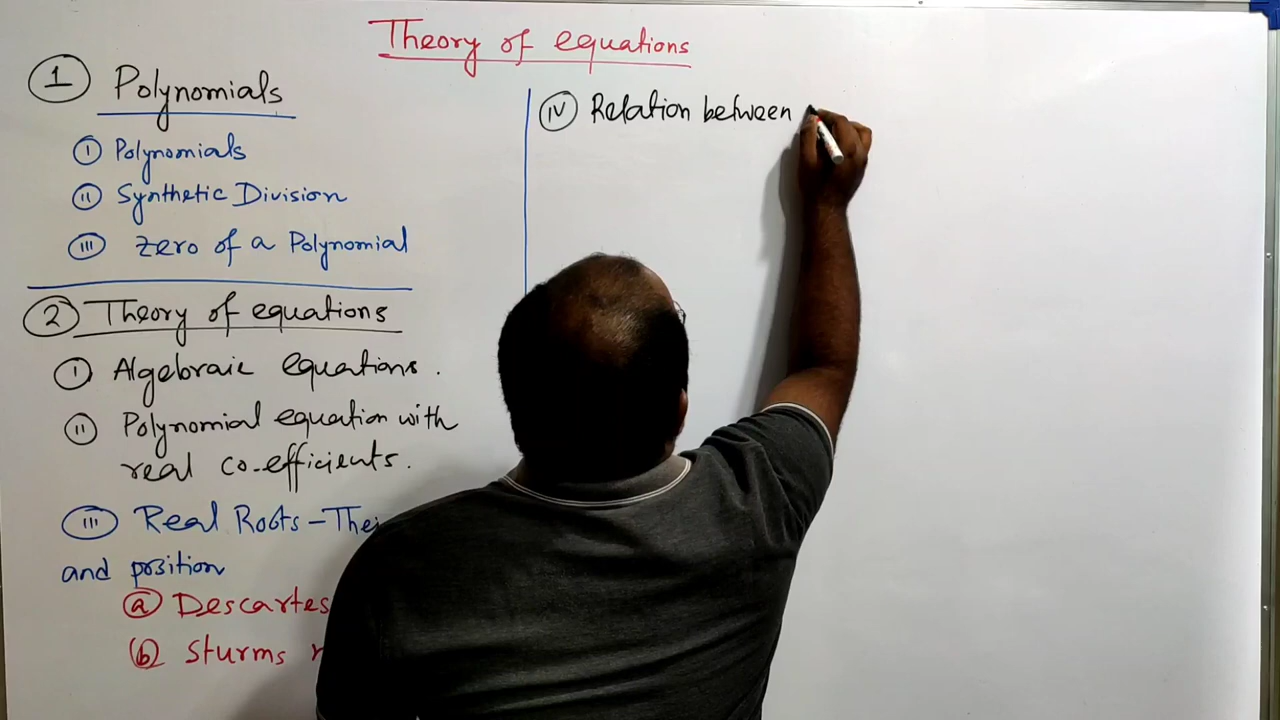 Theory of equations
1 Polynomials
I Polynomials
II Synthetic Division
III Zero of a Polynomial
2 Theory of equations
I Algebraic equations.
II Polynomial equation with
real co-efficients.
III Real Roots -
and position
a Descartes
(b) Sturms
IV Relation between